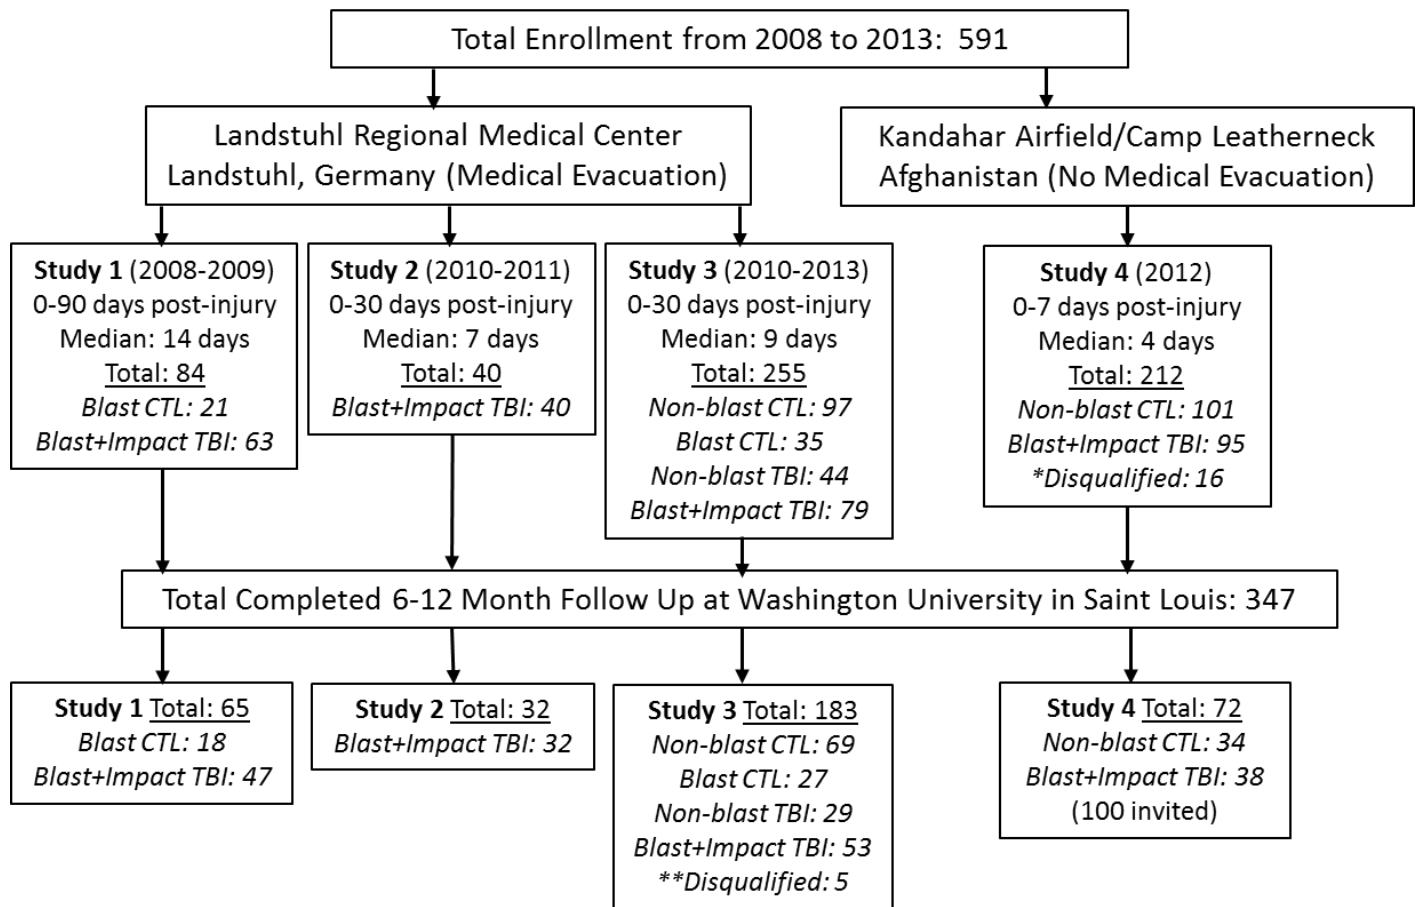 Total Enrollment from 2008 to 2013: 591
Landstuhl Regional Medical Center
Landstuhl, Germany (Medical Evacuation)
Kandahar Airfield/Camp Leatherneck
Afghanistan (No Medical Evacuation)
Study 1 (2008-2009)
0-90 days post-injury
Median: 14 days
Total: 84
Blast CTL: 21
Blast+Impact TBI: 63
Study 2 (2010-2011)
0-30 days post-injury
Median: 7 days
Total: 40
Blast+Impact TBI: 40
Study 3 (2010-2013)
0-30 days post-injury
Median: 9 days
Total: 255
Non-blast CTL: 97
Blast CTL: 35
Non-blast TBI: 44
Blast+Impact TBI: 79
Study 4 (2012)
0-7 days post-injury
Median: 4 days
Total: 212
Non-blast CTL: 101
Blast+Impact TBI: 95
*Disqualified: 16
Total Completed 6-12 Month Follow Up at Washington University in Saint Louis: 347
Study 1 Total: 65
Blast CTL: 18
Blast+Impact TBI: 47
Study 2 Total: 32
Blast+Impact TBI: 32
Study 3 Total: 183
Non-blast CTL: 69
Blast CTL: 27
Non-blast TBI: 29
Blast+Impact TBI: 53
**Disqualified: 5
Study 4 Total: 72
Non-blast CTL: 34
Blast+Impact TBI: 38
(100 invited)